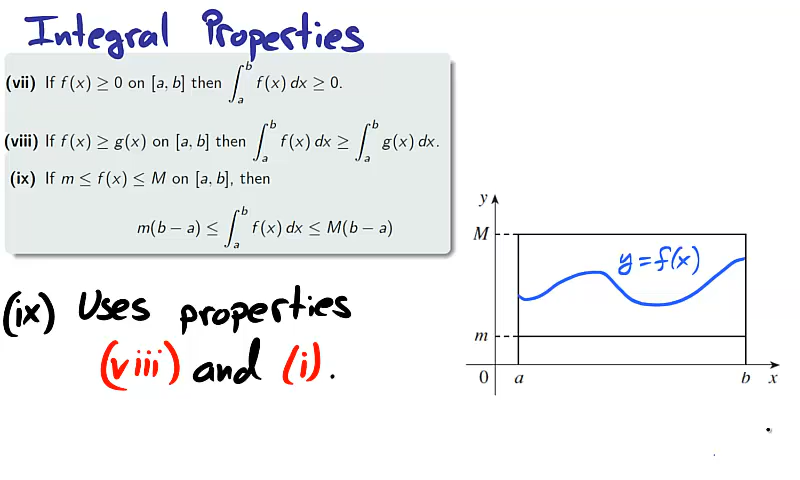 Integral Properties
(vii) If f(x) ≥ 0 on [a, b] then ∫_a^b f(x) dx ≥ 0.
(viii) If f(x) ≥ g(x) on [a, b] then ∫_a^b f(x) dx ≥ ∫_a^b g(x) dx.
(ix) If m ≤ f(x) ≤ M on [a, b], then
m(b − a) ≤ ∫_a^b f(x) dx ≤ M(b − a)
(ix) Uses properties
(viii) and (i).
y
M
y = f(x)
m
0 a b x